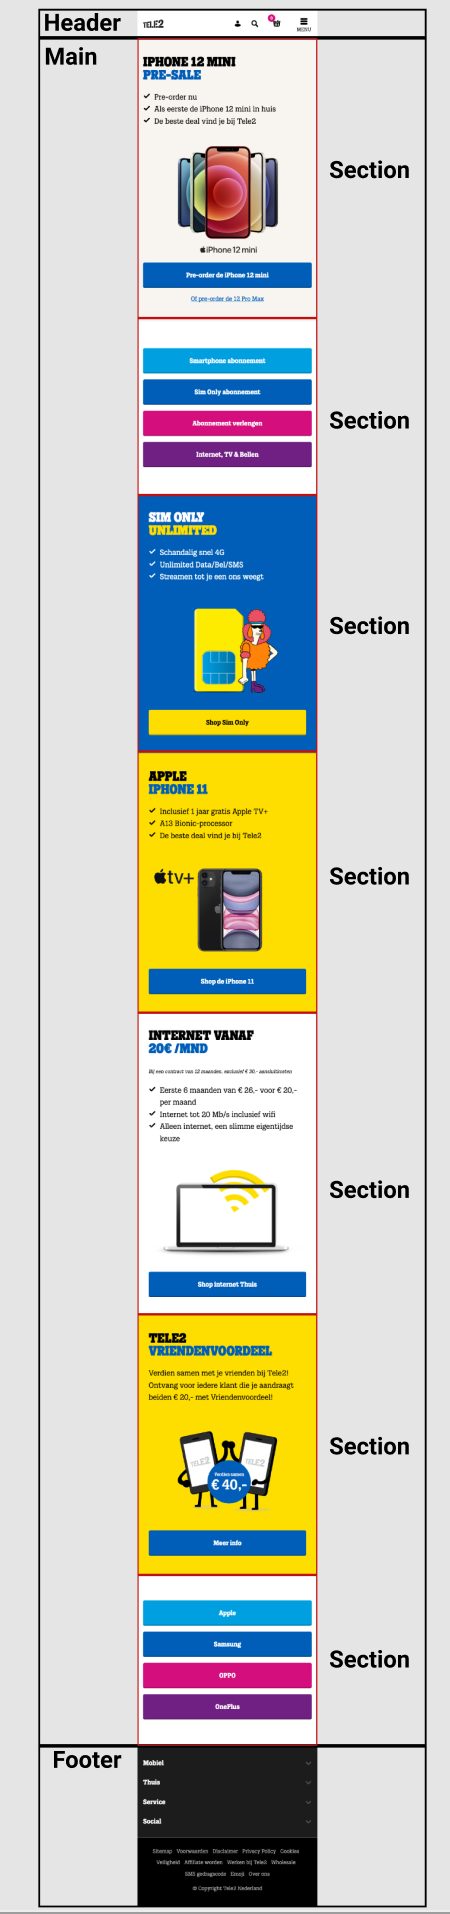 Header
TELE2
0
MENU
Main
IPHONE 12 MINI
PRE-SALE
Pre-order nu
Als eerste de iPhone 12 mini in huis
De beste deal vind je bij Tele2
Section
iPhone 12 mini
Pre-order de iPhone 12 mini
Of pre-order de 12 Pro Max
Smartphone abonnement
Sim Only abonnement
Abonnement verlengen
Internet, TV & Bellen
Section
SIM ONLY
UNLIMITED
Schandalig snel 4G
Unlimited Data/Bel/SMS
Streamen tot je een ons weegt
Section
Shop Sim Only
APPLE
IPHONE 11
Inclusief 1 jaar gratis Apple TV+
A13 Bionic-processor
De beste deal vind je bij Tele2
tv+
Section
Shop de iPhone 11
INTERNET VANAF
20€ /MND
Bij een contract van 12 maanden, exclusief € 30,- aansluitkosten
Eerste 6 maanden van € 26,- voor € 20,-
per maand
Internet tot 20 Mb/s inclusief wifi
Alleen internet, een slimme eigentijdse
keuze
Section
Shop Internet Thuis
TELE2
VRIENDENVOORDEEL
Verdien samen met je vrienden bij Tele2!
Ontvang voor iedere klant die je aandraagt
beiden € 20,- met Vriendenvoordeel!
Section
TELE2
TELE2
Verdien samen
€ 40,-
Meer info
Apple
Samsung
OPPO
OnePlus
Section
Footer
Mobiel
Thuis
Service
Social
Sitemap Voorwaarden Disclaimer Privacy Policy Cookies
Veiligheid Affiliate worden Werken bij Tele2 Wholesale
SMS gedragscode Emoji Over ons
© Copyright Tele2 Nederland